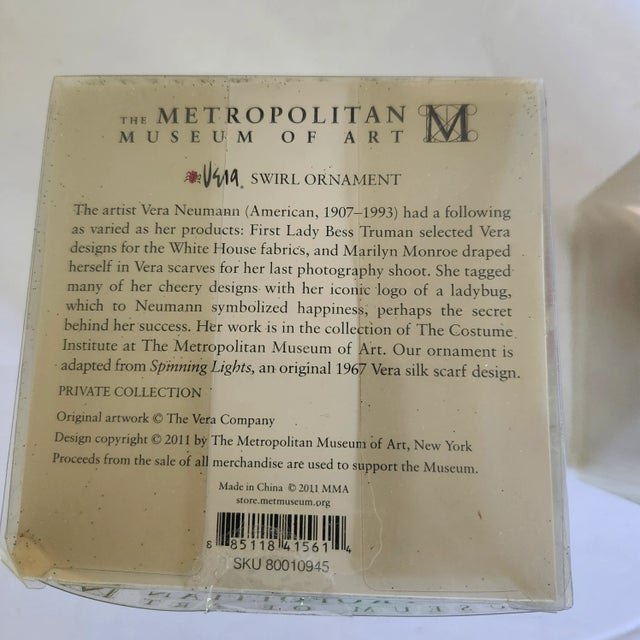 THE METROPOLITAN M
MUSEUM OF ART
Vera. SWIRL ORNAMENT
The artist Vera Neumann (American, 1907–1993) had a following
as varied as her products: First Lady Bess Truman selected Vera
designs for the White House fabrics, and Marilyn Monroe draped
herself in Vera scarves for her last photography shoot. She tagged
many of her cheery designs with her iconic logo of a ladybug,
which to Neumann symbolized happiness, perhaps the secret
behind her success. Her work is in the collection of The Costume
Institute at The Metropolitan Museum of Art. Our ornament is
adapted from Spinning Lights, an original 1967 Vera silk scarf design.
PRIVATE COLLECTION
Original artwork © The Vera Company
Design copyright © 2011 by The Metropolitan Museum of Art, New York
Proceeds from the sale of all merchandise are used to support the Museum.
Made in China © 2011 MMA
store.metmuseum.org
8 85118 41561 4
SKU 80010945